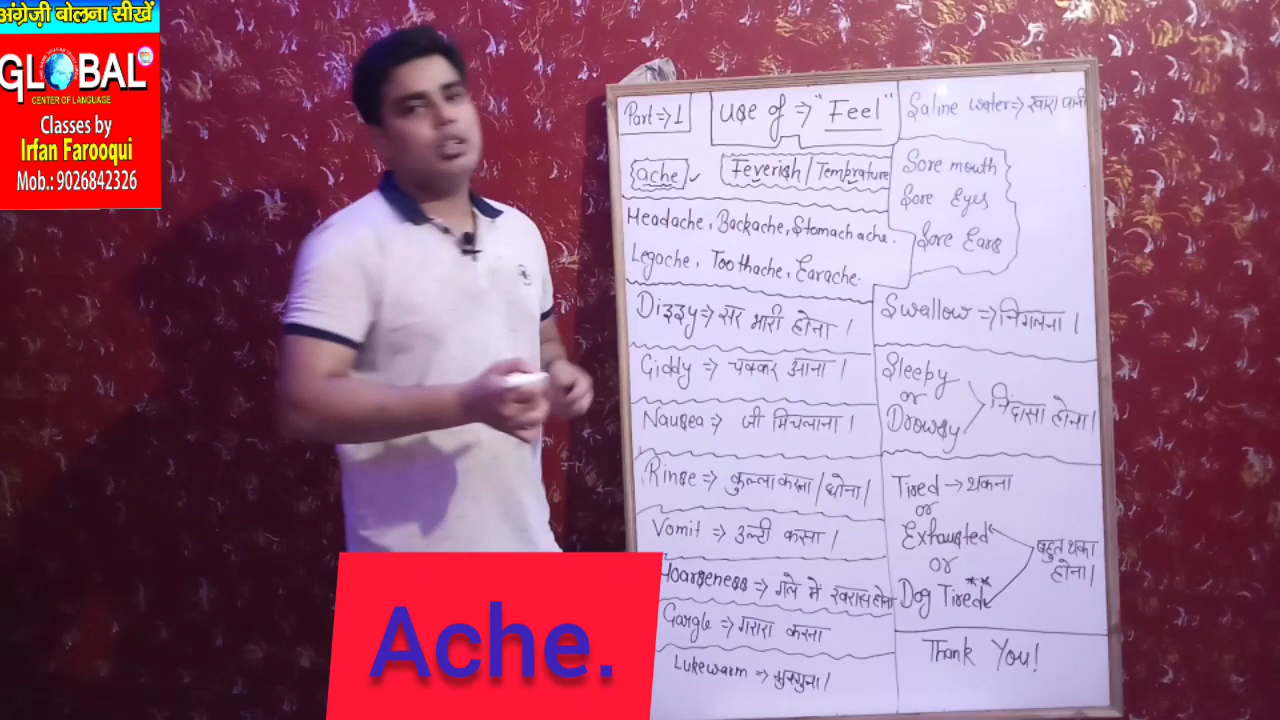 अंग्रेज़ी बोलना सीखें
GLOBAL
CENTER OF LANGUAGE
Classes by
Irfan Farooqui
Mob.: 9026842326
Part => 1
use of => "Feel"
ache
Feverish/Temprature
Headache, Backache, Stomachache.
Legache, Toothache, Earache.
Dizzy => सर भारी होना।
Giddy => चक्कर आना।
Nausea => जी मिचलाना।
Rinse => कुल्ला करना/धोना।
Vomit => उल्टी करना।
Hoarseness => गले में खरास होना
Gargle => गरारा करना
Lukewarm => गुनगुना।
Saline water => खारा पानी
Sore mouth
Sore Eyes
Sore Ears
Swallow => निगलना।
Sleepy
or
Drowsy
निंदासा होना।
Tired -> थकना
or
Exhausted
or
Dog Tired**
बहुत थका
होना।
Thank You!
Ache.